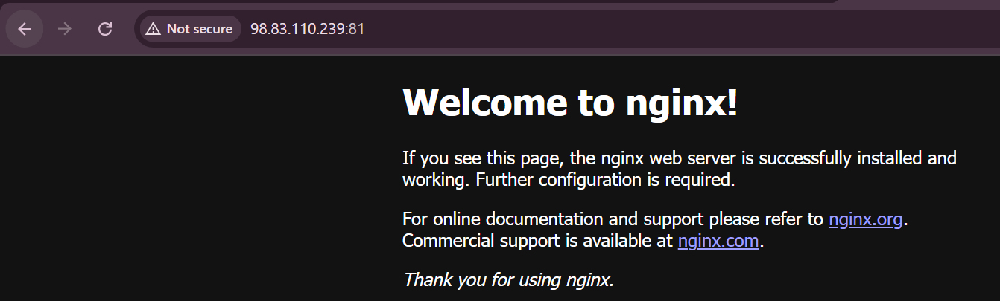 Not secure 98.83.110.239:81
Welcome to nginx!
If you see this page, the nginx web server is successfully installed and
working. Further configuration is required.
For online documentation and support please refer to nginx.org.
Commercial support is available at nginx.com.
Thank you for using nginx.